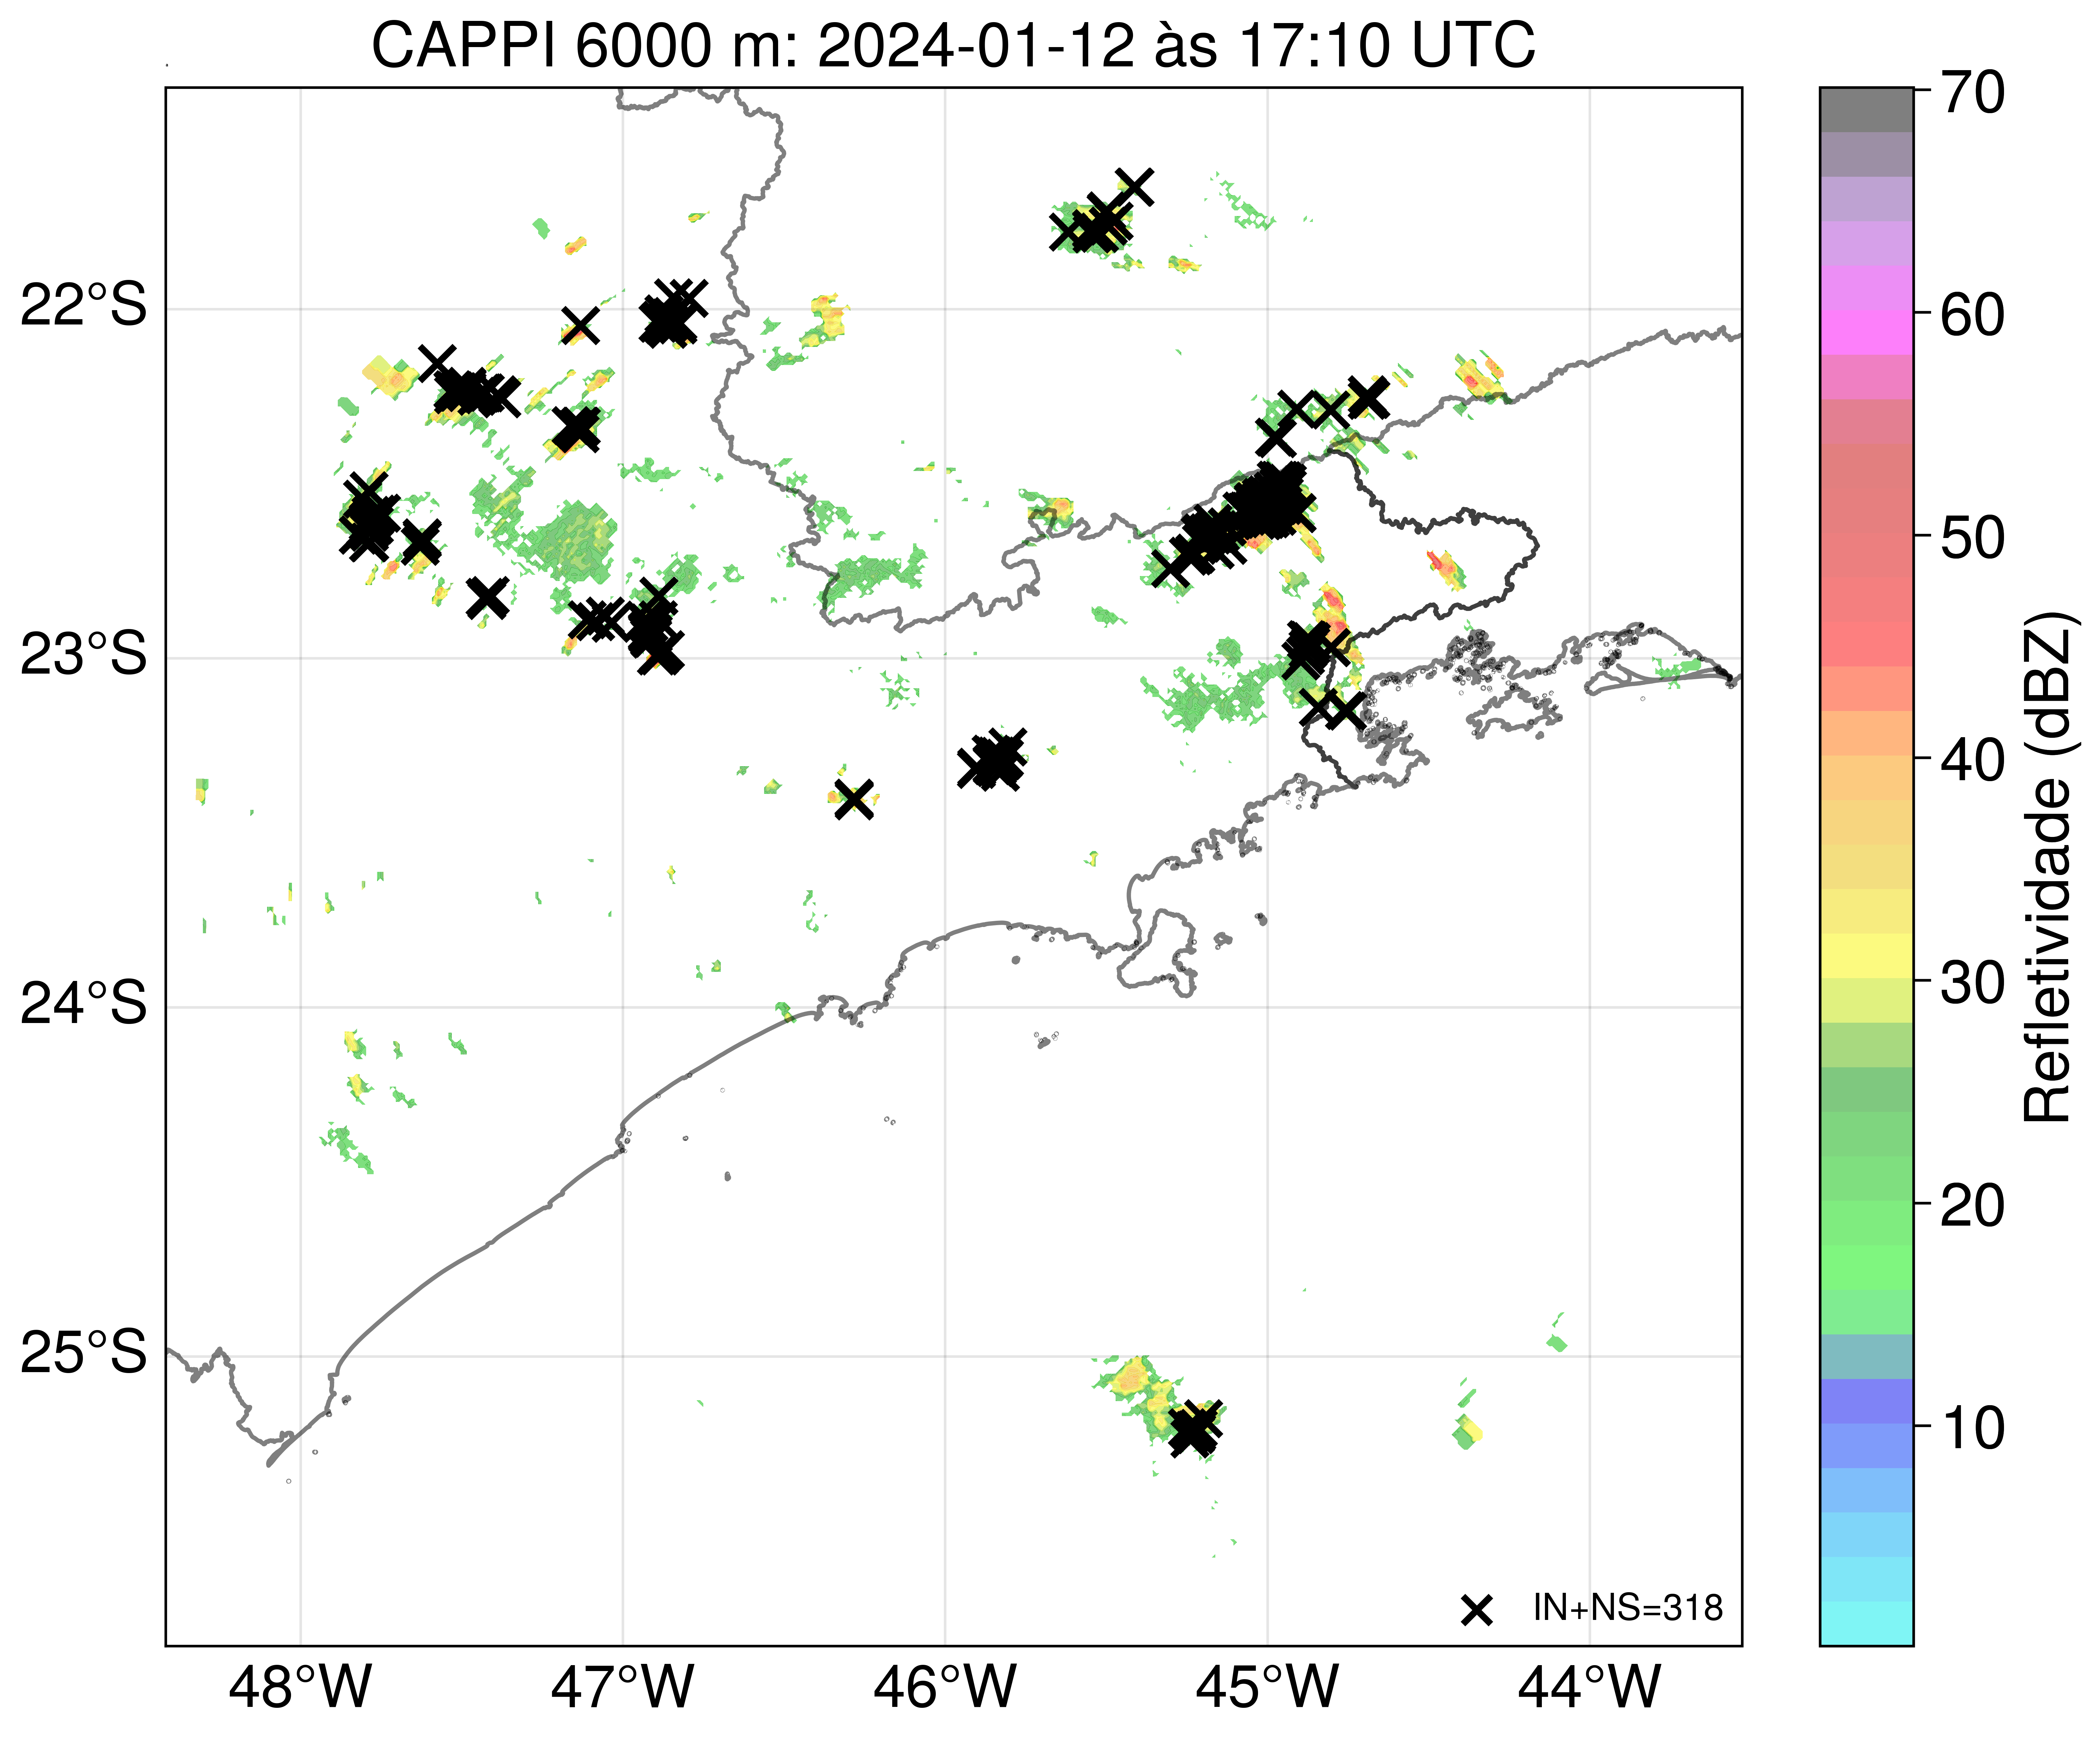 CAPPI 6000 m: 2024-01-12 às 17:10 UTC
22°S
23°S
24°S
25°S
48°W
47°W
46°W
45°W
44°W
IN+NS=318
70
60
50
40
30
20
10
Refletividade (dBZ)